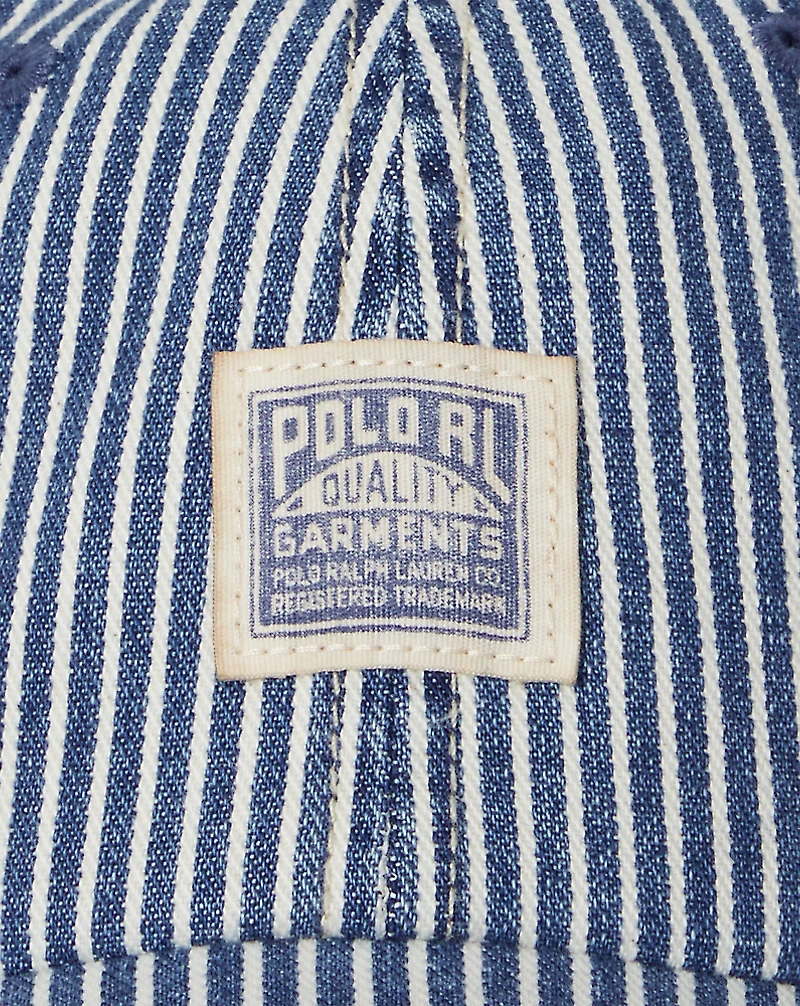 POLO RL
QUALITY
GARMENTS
POLO RALPH LAUREN CO.
REGISTERED TRADEMARK